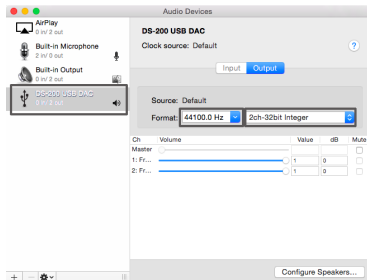 Audio Devices
AirPlay
0 in/ 2 out
Built-in Microphone
2 in/ 0 out
Built-in Output
0 in/ 2 out
DS-200 USB DAC
0 in/ 2 out
DS-200 USB DAC
Clock source: Default
?
Input Output
Source: Default
Format: 44100.0 Hz 2ch-32bit Integer
Ch Volume Value dB Mute
Master
1: Fr... 1 0
2: Fr... 1 0
Configure Speakers...